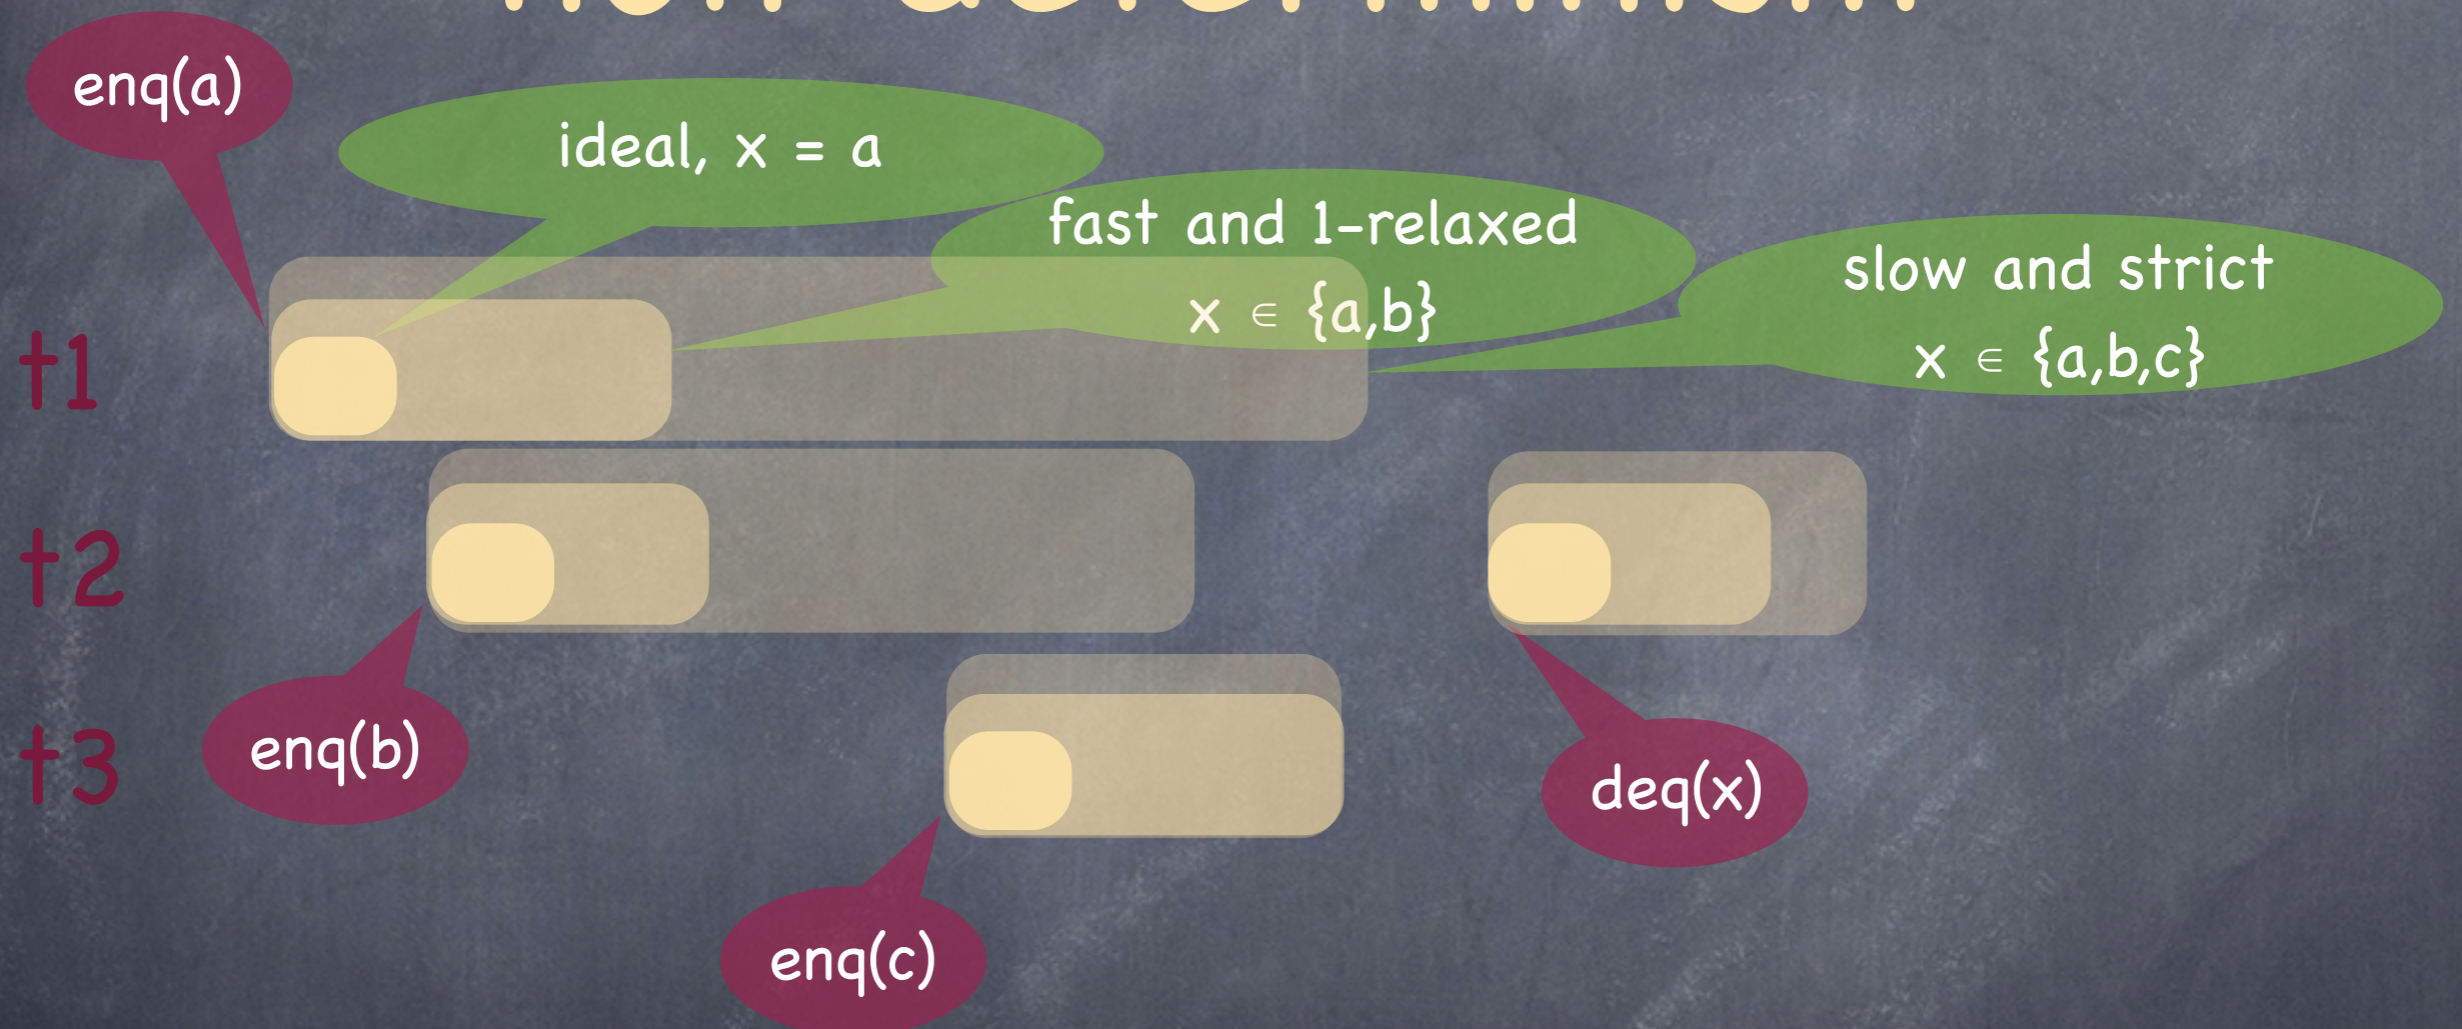 enq(a)
ideal, x = a
fast and 1-relaxed
x ∈ {a,b}
slow and strict
x ∈ {a,b,c}
t1
t2
t3
enq(b)
deq(x)
enq(c)